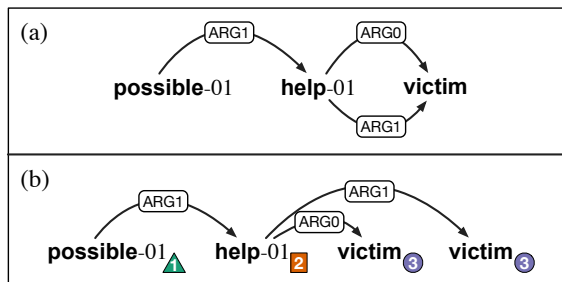 (a)
ARG1 ARG0
possible-01 help-01 victim
ARG1
(b)
ARG1 ARG1
ARG0
possible-01 1 help-01 2 victim 3 victim 3